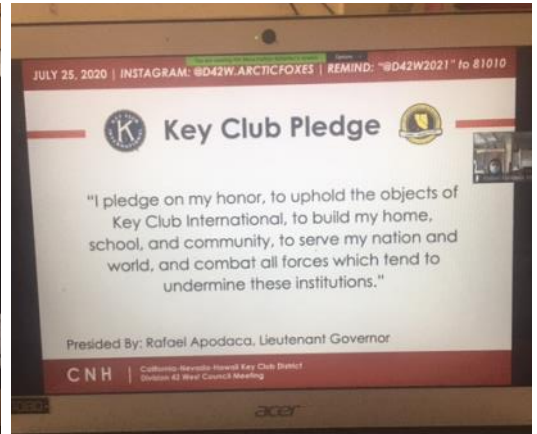 JULY 25, 2020 | INSTAGRAM: @D42W.ARCTICFOXES | REMIND: "@D42W2021" to 81010
Key Club Pledge
"I pledge on my honor, to uphold the objects of
Key Club International, to build my home,
school, and community, to serve my nation and
world, and combat all forces which tend to
undermine these institutions."
Presided By: Rafael Apodaca, Lieutenant Governor
CNH | California-Nevada-Hawaii Key Club District
Division 42 West Council Meeting
acer